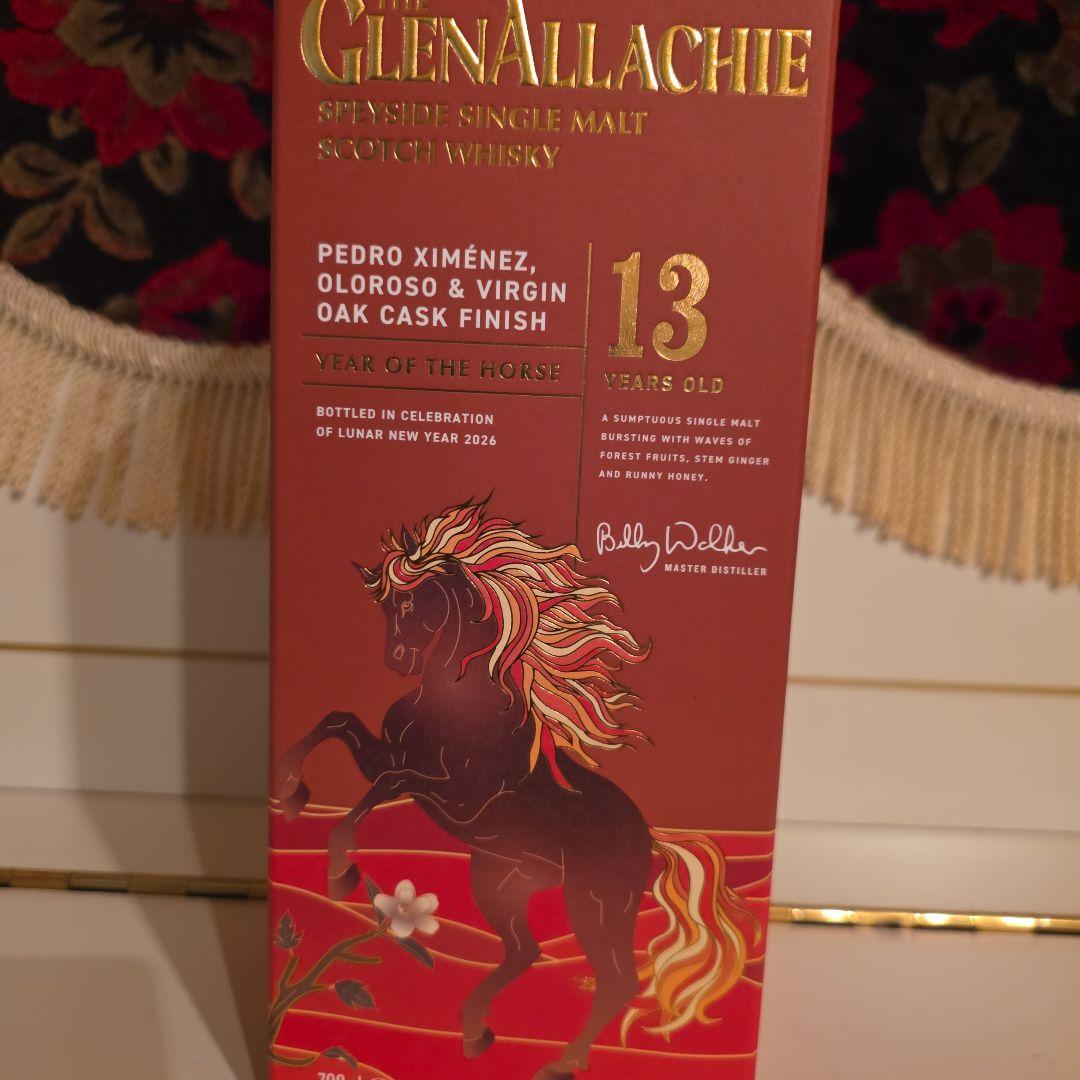 THE
GLENALLACHIE
SPEYSIDE SINGLE MALT
SCOTCH WHISKY
PEDRO XIMÉNEZ,
OLOROSO & VIRGIN
OAK CASK FINISH
YEAR OF THE HORSE
BOTTLED IN CELEBRATION
OF LUNAR NEW YEAR 2026
13
YEARS OLD
A SUMPTUOUS SINGLE MALT
BURSTING WITH WAVES OF
FOREST FRUITS, STEM GINGER
AND RUNNY HONEY.
Billy Walker
MASTER DISTILLER